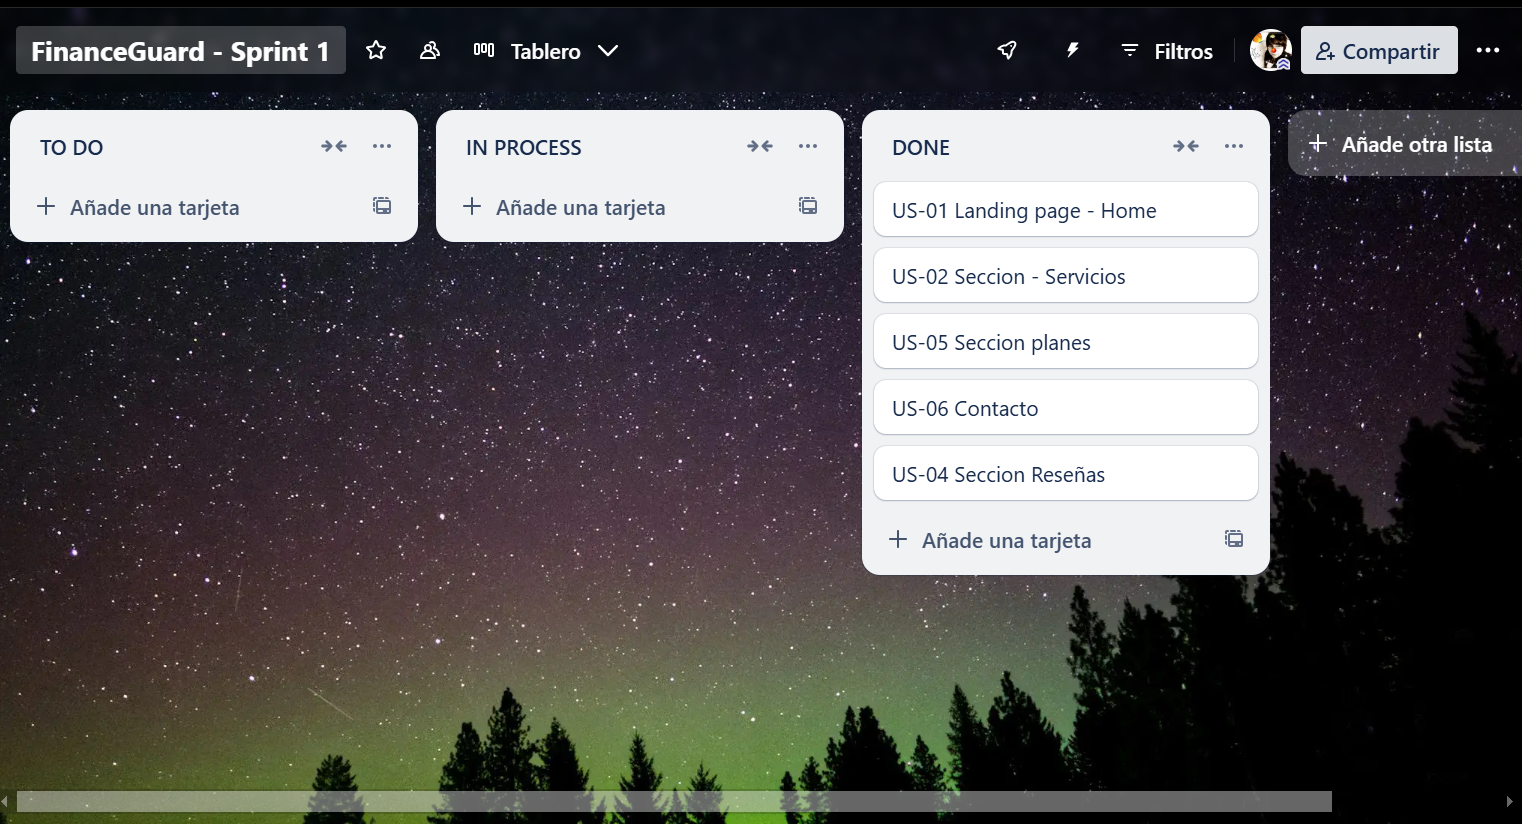 FinanceGuard - Sprint 1
Tablero
Filtros
Compartir
TO DO
Añade una tarjeta
IN PROCESS
Añade una tarjeta
DONE
US-01 Landing page - Home
US-02 Seccion - Servicios
US-05 Seccion planes
US-06 Contacto
US-04 Seccion Reseñas
Añade una tarjeta
Añade otra lista